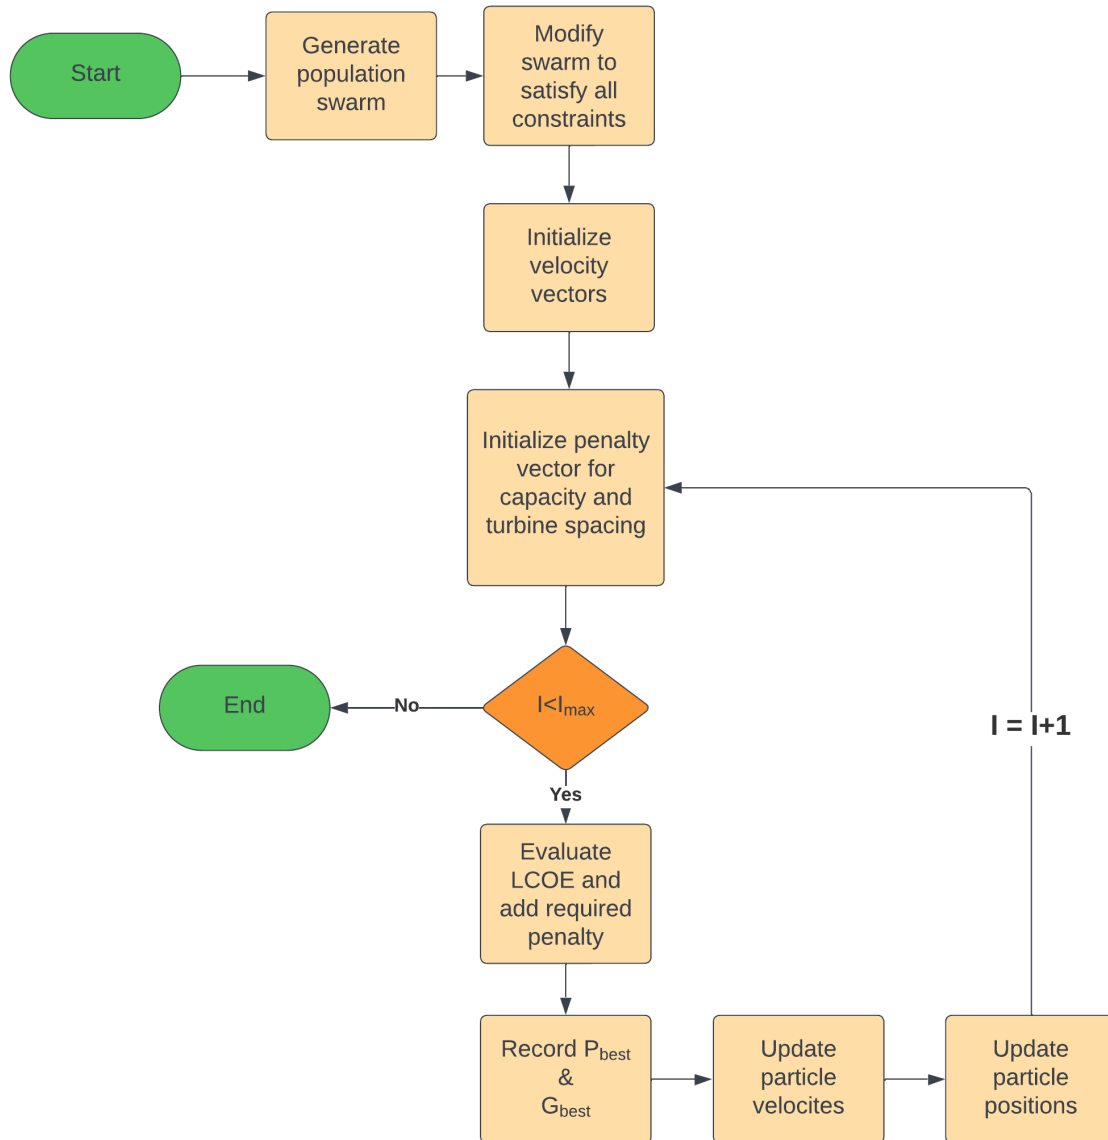 Start
Generate
population
swarm
Modify
swarm to
satisfy all
constraints
Initialize
velocity
vectors
Initialize penalty
vector for
capacity and
turbine spacing
I<Imax
No
End
Yes
I = I+1
Evaluate
LCOE and
add required
penalty
Record Pbest
&
Gbest
Update
particle
velocites
Update
particle
positions